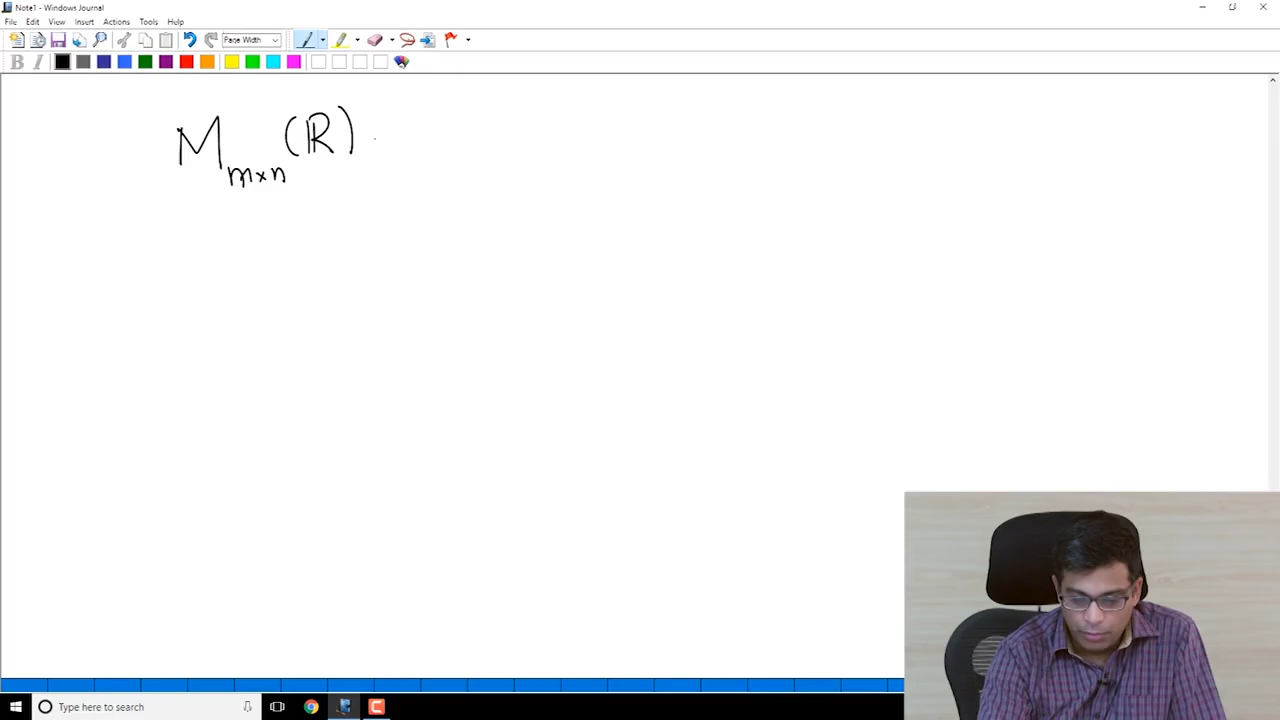 Note1 - Windows Journal
File Edit View Insert Actions Tools Help
Page Width
B I
M_{m×n} (ℝ)
Type here to search